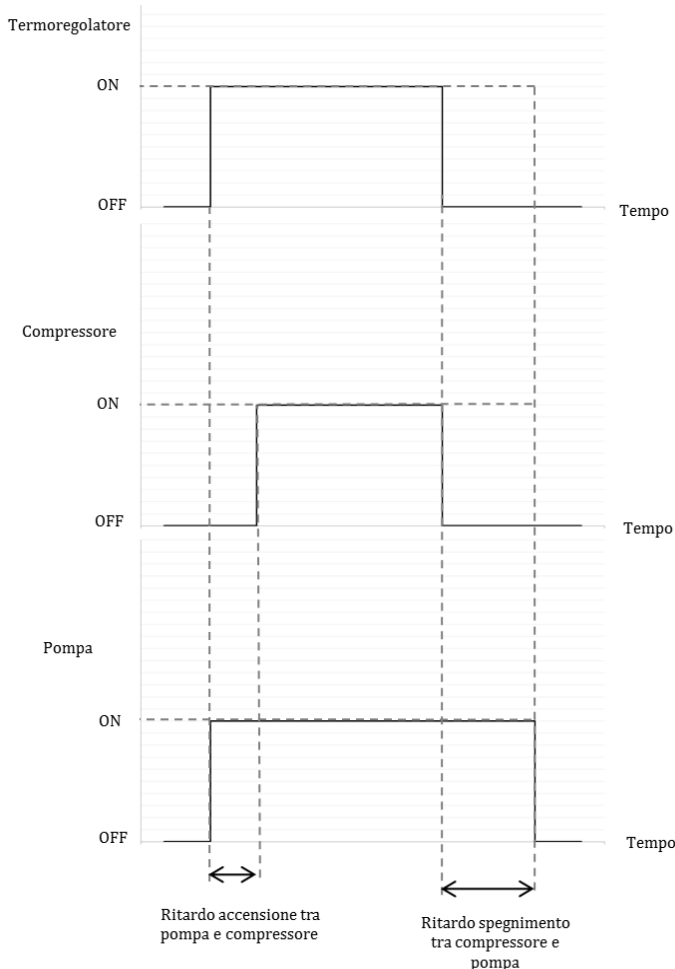 Termoregolatore
ON
OFF
Tempo
Compressore
ON
OFF
Tempo
Pompa
ON
OFF
Tempo
Ritardo accensione tra
pompa e compressore
Ritardo spegnimento
tra compressore e
pompa